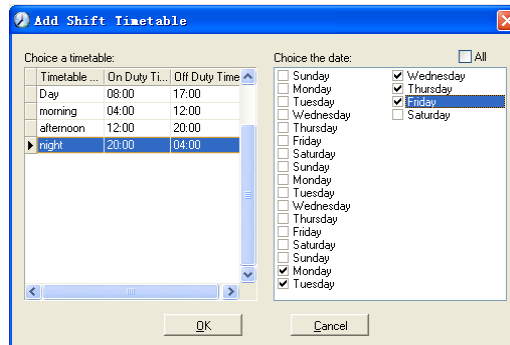 Add Shift Timetable
Choice a timetable:
Timetable ... On Duty Ti... Off Duty Time
Day 08:00 17:00
morning 04:00 12:00
afternoon 12:00 20:00
night 20:00 04:00
Choice the date:
All
Sunday
Monday
Tuesday
Wednesday
Thursday
Friday
Saturday
Sunday
Monday
Tuesday
Wednesday
Thursday
Friday
Saturday
Sunday
Monday
Tuesday
Wednesday
Thursday
Friday
Saturday
OK
Cancel